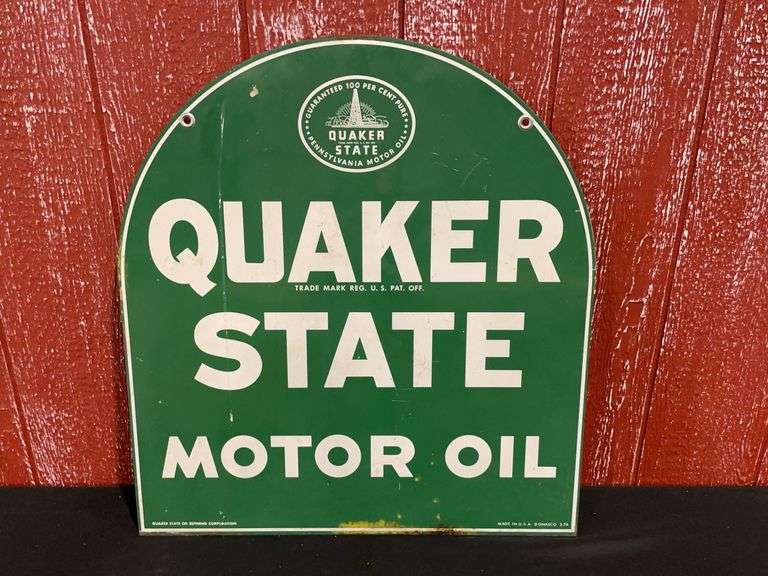 GUARANTEED 100 PER CENT PURE
QUAKER
STATE
PENNSYLVANIA MOTOR OIL
QUAKER
TRADE MARK REG. U. S. PAT. OFF.
STATE
MOTOR OIL
QUAKER STATE OIL REFINING CORPORATION
MADE IN U.S.A. DONASCO